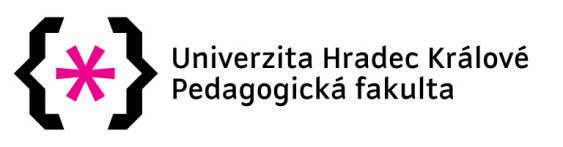 Univerzita Hradec Králové
Pedagogická fakulta